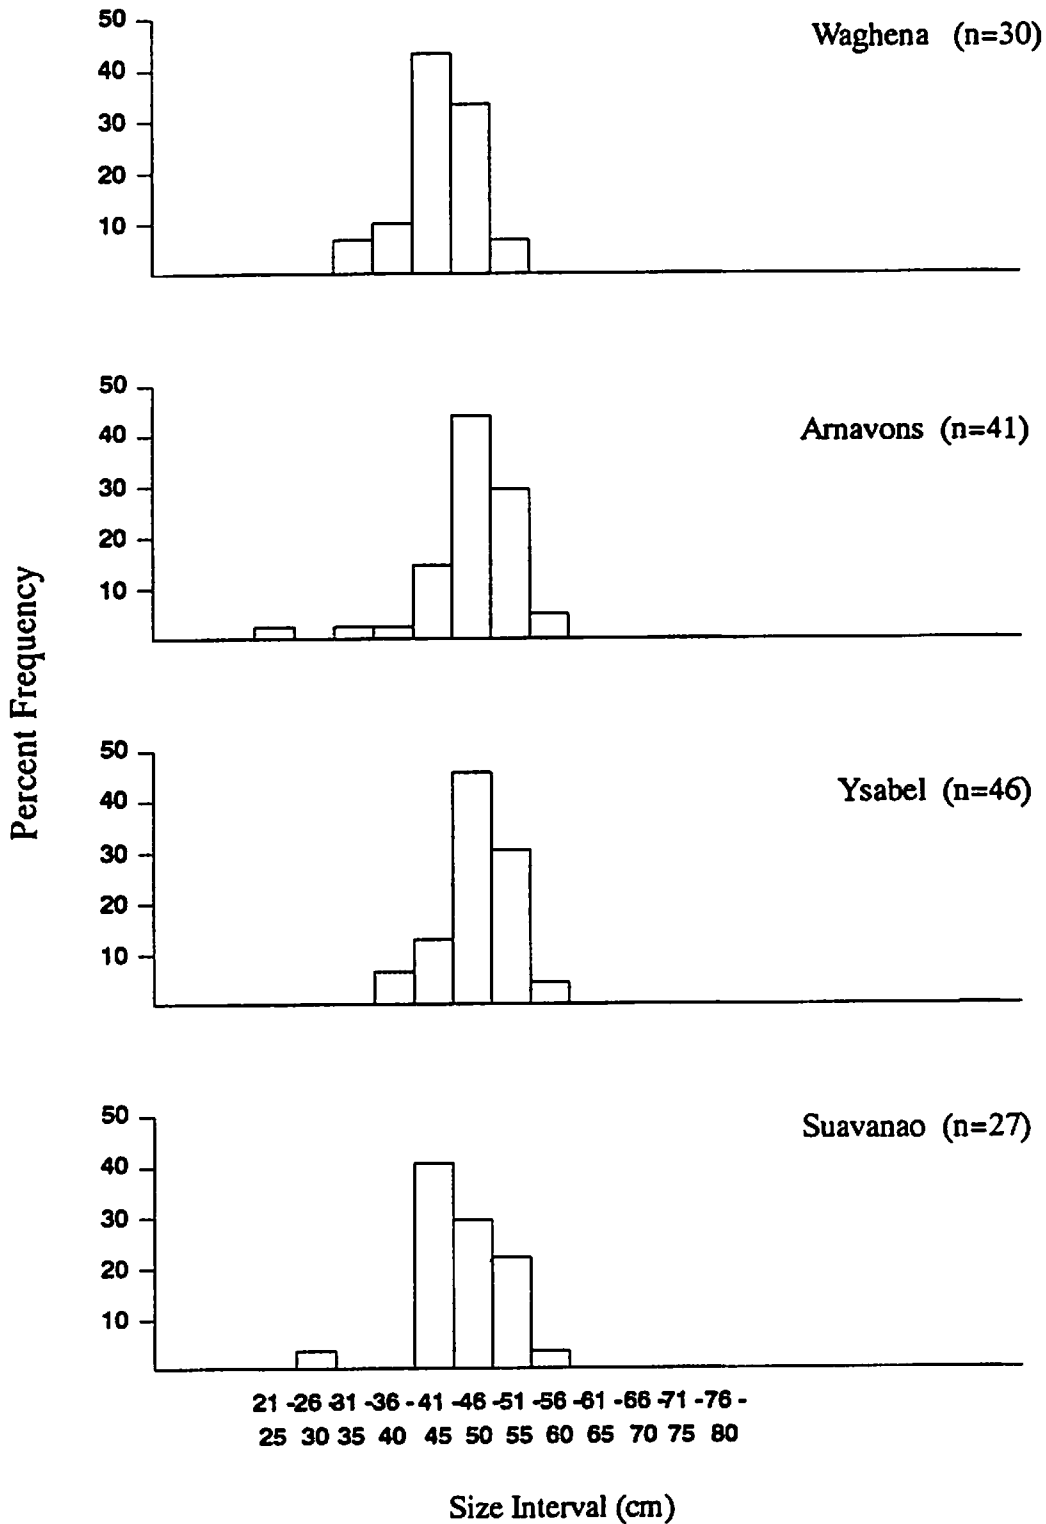 Waghena (n=30)
50
40
30
20
10
Arnavons (n=41)
50
40
30
20
10
Percent Frequency
Ysabel (n=46)
50
40
30
20
10
Suavanao (n=27)
50
40
30
20
10
21 -26 -31 -36 -41 -46 -51 -56 -61 -66 -71 -76 -
25 30 35 40 45 50 55 60 65 70 75 80
Size Interval (cm)